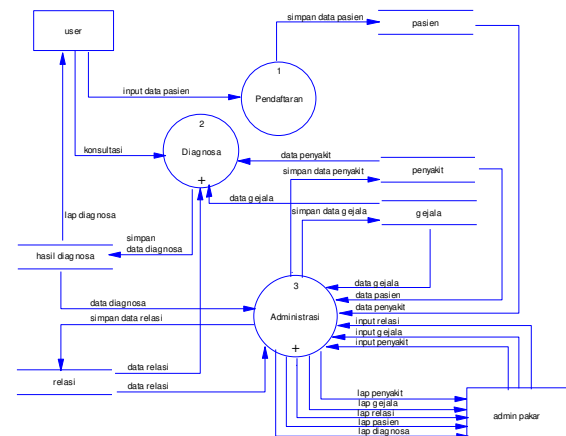 simpan data pasien
pasien
user
1
Pendaftaran
input data pasien
2
Diagnosa
+
konsultasi
data penyakit
simpan data penyakit
penyakit
data gejala
simpan data gejala
gejala
lap diagnosa
simpan
data diagnosa
hasil diagnosa
data gejala
data pasien
data penyakit
3
Administrasi
+
data diagnosa
simpan data relasi
input relasi
input gejala
input penyakit
data relasi
relasi
data relasi
lap penyakit
lap gejala
lap relasi
lap pasien
lap diagnosa
admin pakar